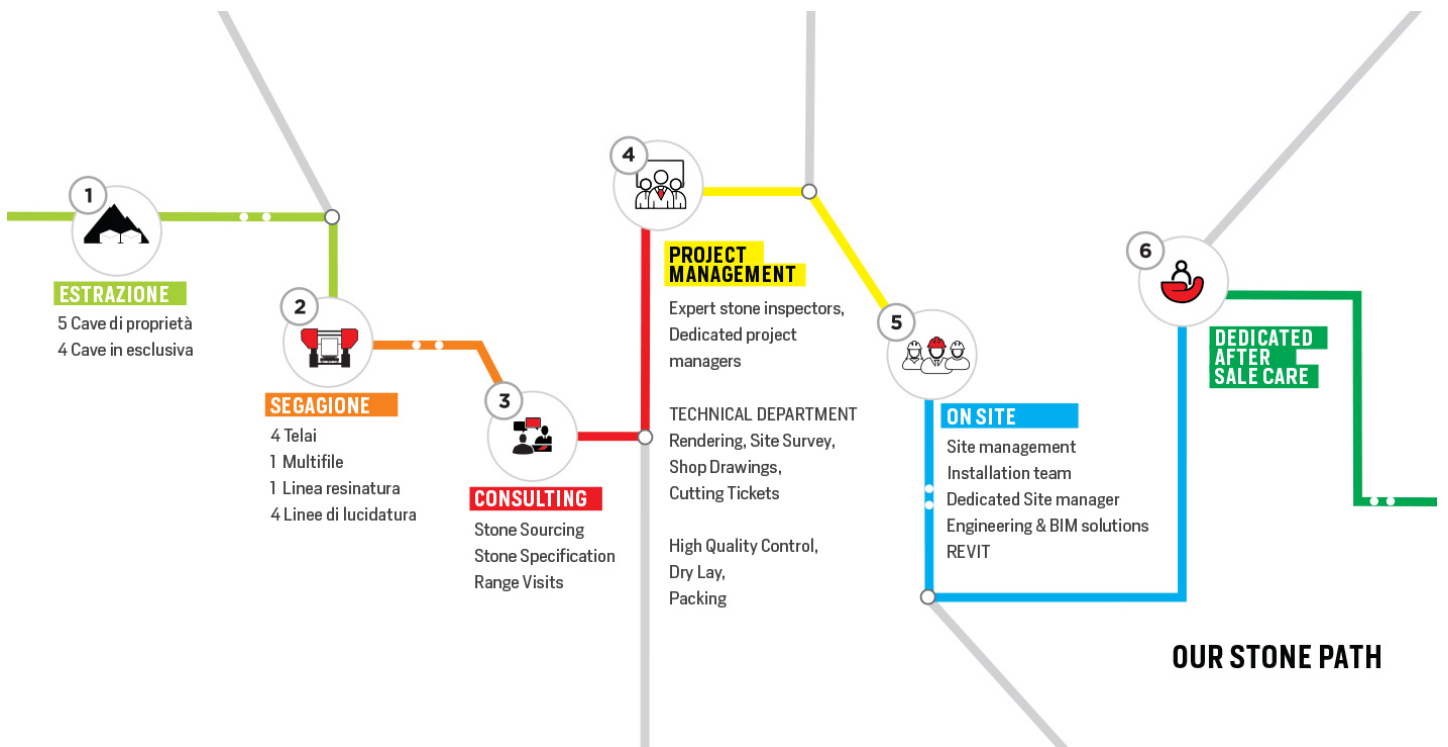 1
ESTRAZIONE
5 Cave di proprietà
4 Cave in esclusiva
2
SEGAGIONE
4 Telai
1 Multifile
1 Linea resinatura
4 Linee di lucidatura
3
CONSULTING
Stone Sourcing
Stone Specification
Range Visits
4
PROJECT
MANAGEMENT
Expert stone inspectors,
Dedicated project
managers
TECHNICAL DEPARTMENT
Rendering, Site Survey,
Shop Drawings,
Cutting Tickets
High Quality Control,
Dry Lay,
Packing
5
ON SITE
Site management
Installation team
Dedicated Site manager
Engineering & BIM solutions
REVIT
6
DEDICATED
AFTER
SALE CARE
OUR STONE PATH